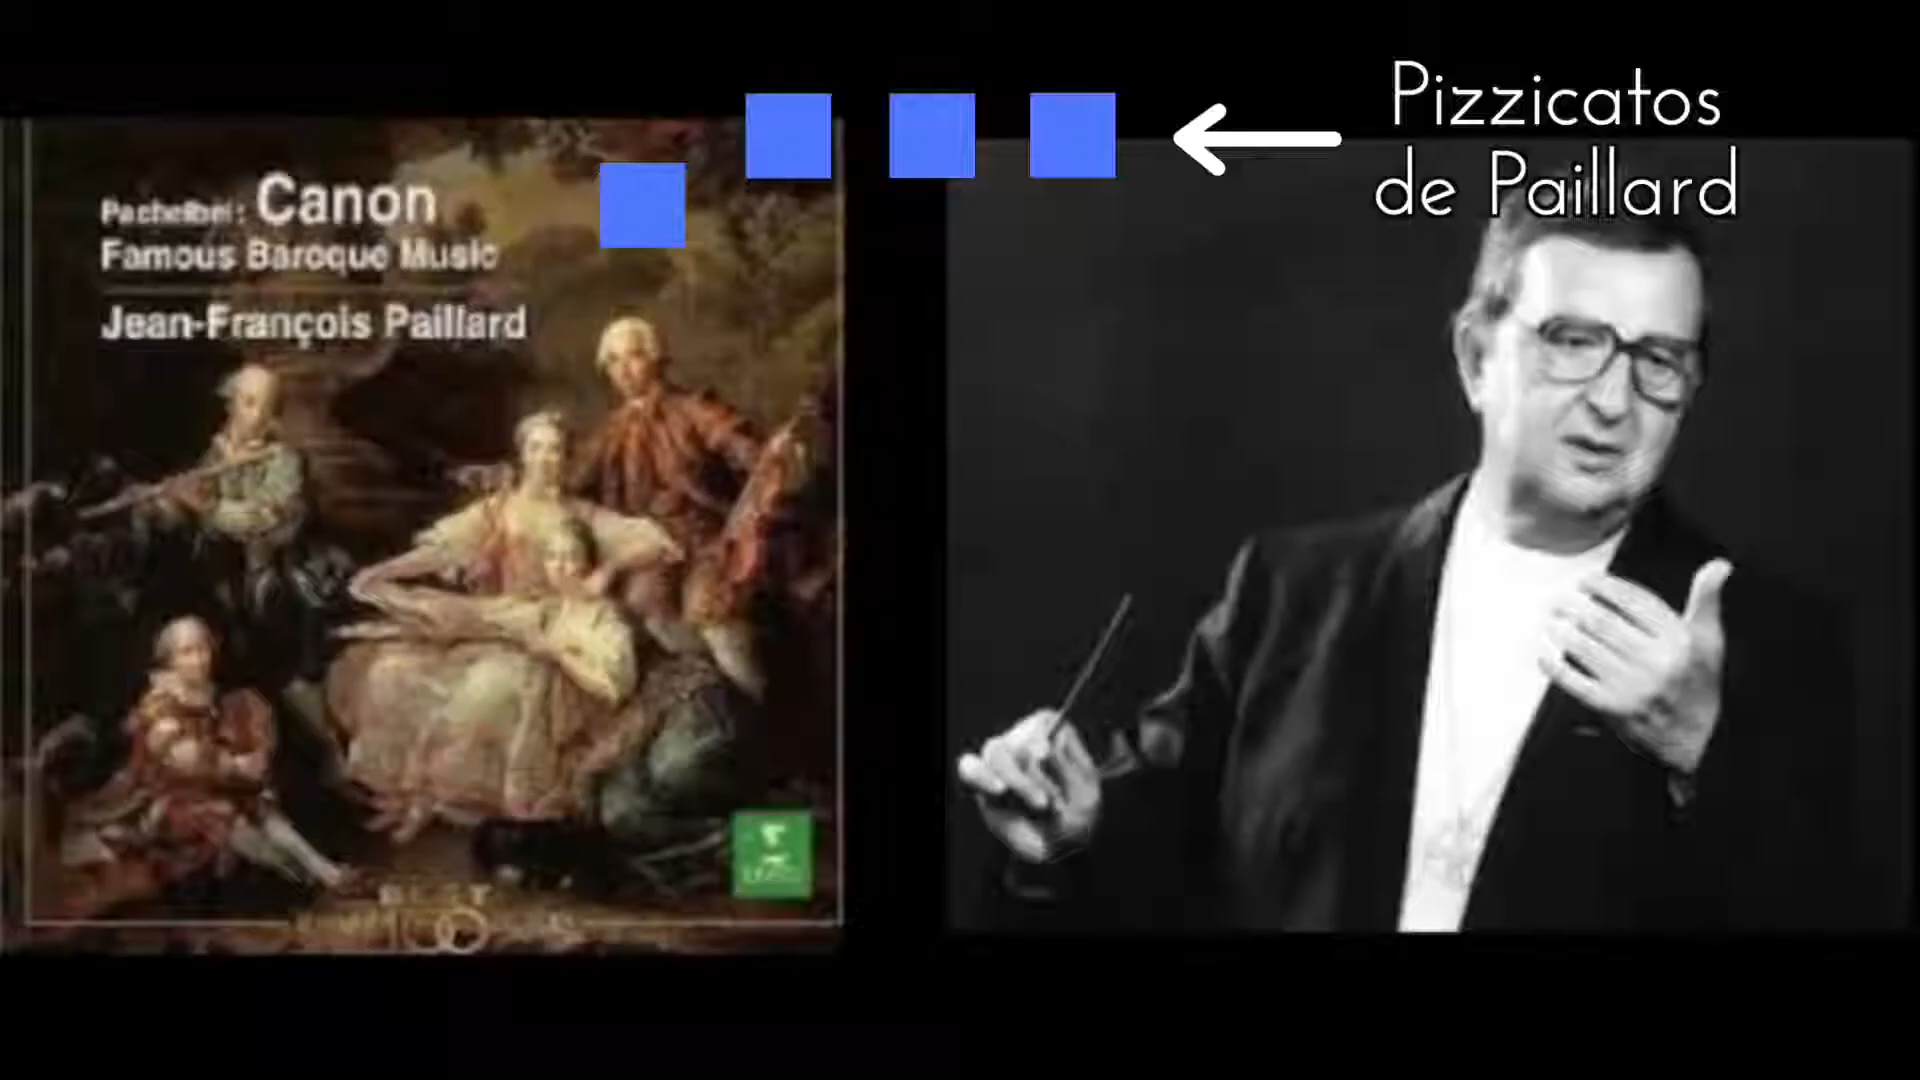 Pizzicatos
de Paillard
Pachelbel: Canon
Famous Baroque Music
Jean-François Paillard